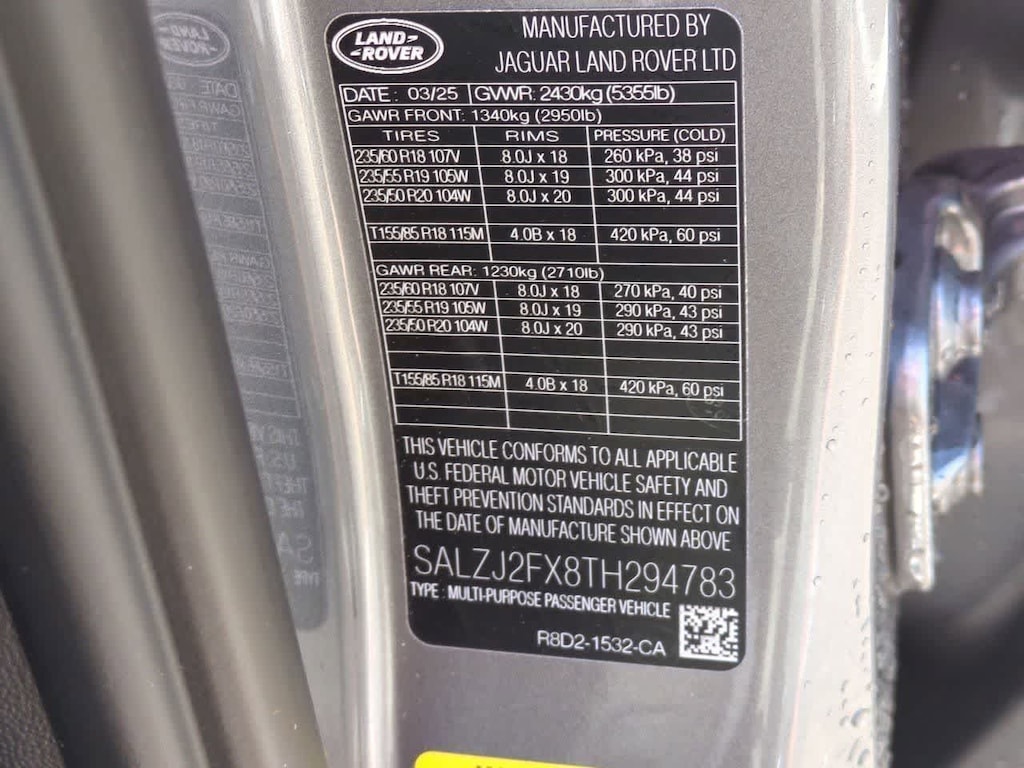 LAND-
-ROVER
MANUFACTURED BY
JAGUAR LAND ROVER LTD
DATE : 03/25 GVWR: 2430kg (5355lb)
GAWR FRONT: 1340kg (2950lb)
TIRES RIMS PRESSURE (COLD)
235/60 R18 107V 8.0J x 18 260 kPa, 38 psi
235/55 R19 105W 8.0J x 19 300 kPa, 44 psi
235/50 R20 104W 8.0J x 20 300 kPa, 44 psi
T155/85 R18 115M 4.0B x 18 420 kPa, 60 psi
GAWR REAR: 1230kg (2710lb)
235/60 R18 107V 8.0J x 18 270 kPa, 40 psi
235/55 R19 105W 8.0J x 19 290 kPa, 43 psi
235/50 R20 104W 8.0J x 20 290 kPa, 43 psi
T155/85 R18 115M 4.0B x 18 420 kPa, 60 psi
THIS VEHICLE CONFORMS TO ALL APPLICABLE
U.S. FEDERAL MOTOR VEHICLE SAFETY AND
THEFT PREVENTION STANDARDS IN EFFECT ON
THE DATE OF MANUFACTURE SHOWN ABOVE
SALZJ2FX8TH294783
TYPE : MULTI-PURPOSE PASSENGER VEHICLE
R8D2-1532-CA